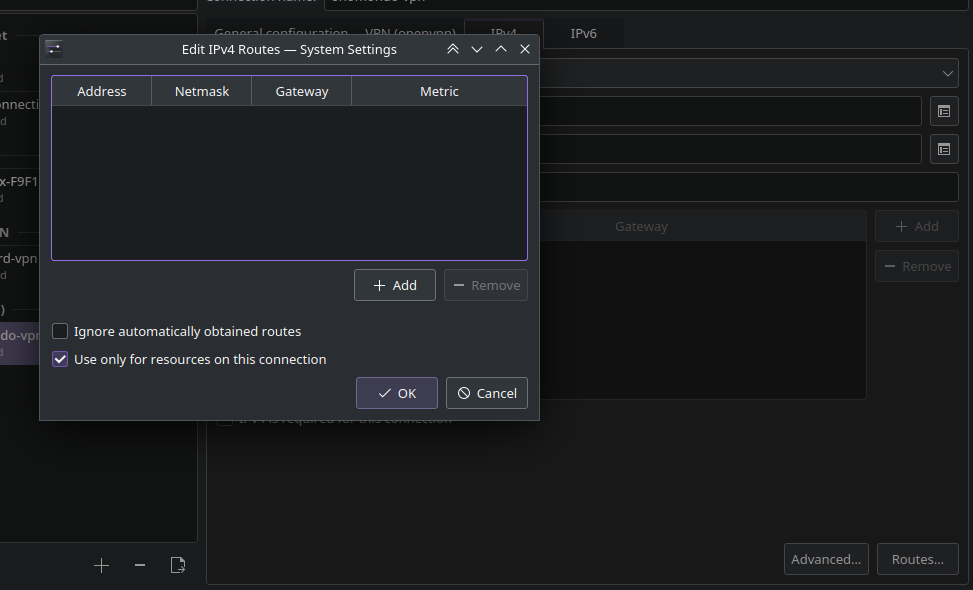 Connection name:
General configuration VPN (openvpn) IPv4 IPv6
Edit IPv4 Routes — System Settings
Address Netmask Gateway Metric
x-F9F1
N
rd-vpn
do-vpn
Gateway
Add
Remove
Add
Remove
Ignore automatically obtained routes
Use only for resources on this connection
OK
Cancel
IPv4 is required for this connection
Advanced...
Routes...